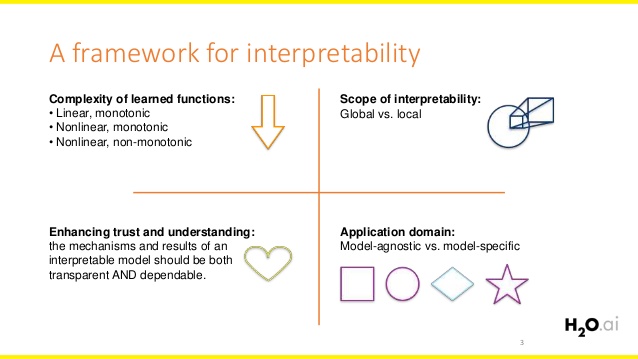 A framework for interpretability
Complexity of learned functions:
• Linear, monotonic
• Nonlinear, monotonic
• Nonlinear, non-monotonic
Scope of interpretability:
Global vs. local
Enhancing trust and understanding:
the mechanisms and results of an
interpretable model should be both
transparent AND dependable.
Application domain:
Model-agnostic vs. model-specific
H2O.ai
3